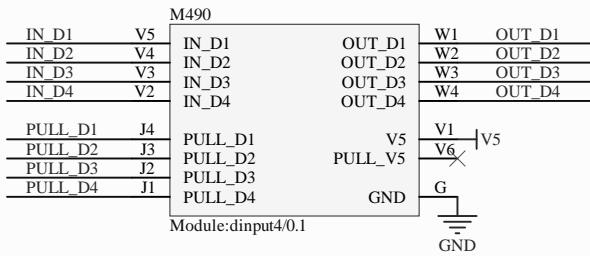 M490
IN_D1 V5 IN_D1 OUT_D1 W1 OUT_D1
IN_D2 V4 IN_D2 OUT_D2 W2 OUT_D2
IN_D3 V3 IN_D3 OUT_D3 W3 OUT_D3
IN_D4 V2 IN_D4 OUT_D4 W4 OUT_D4
PULL_D1 J4 PULL_D1 V5 V1 V5
PULL_D2 J3 PULL_D2 PULL_V5 V6
PULL_D3 J2 PULL_D3
PULL_D4 J1 PULL_D4 GND G
Module:dinput4/0.1
GND